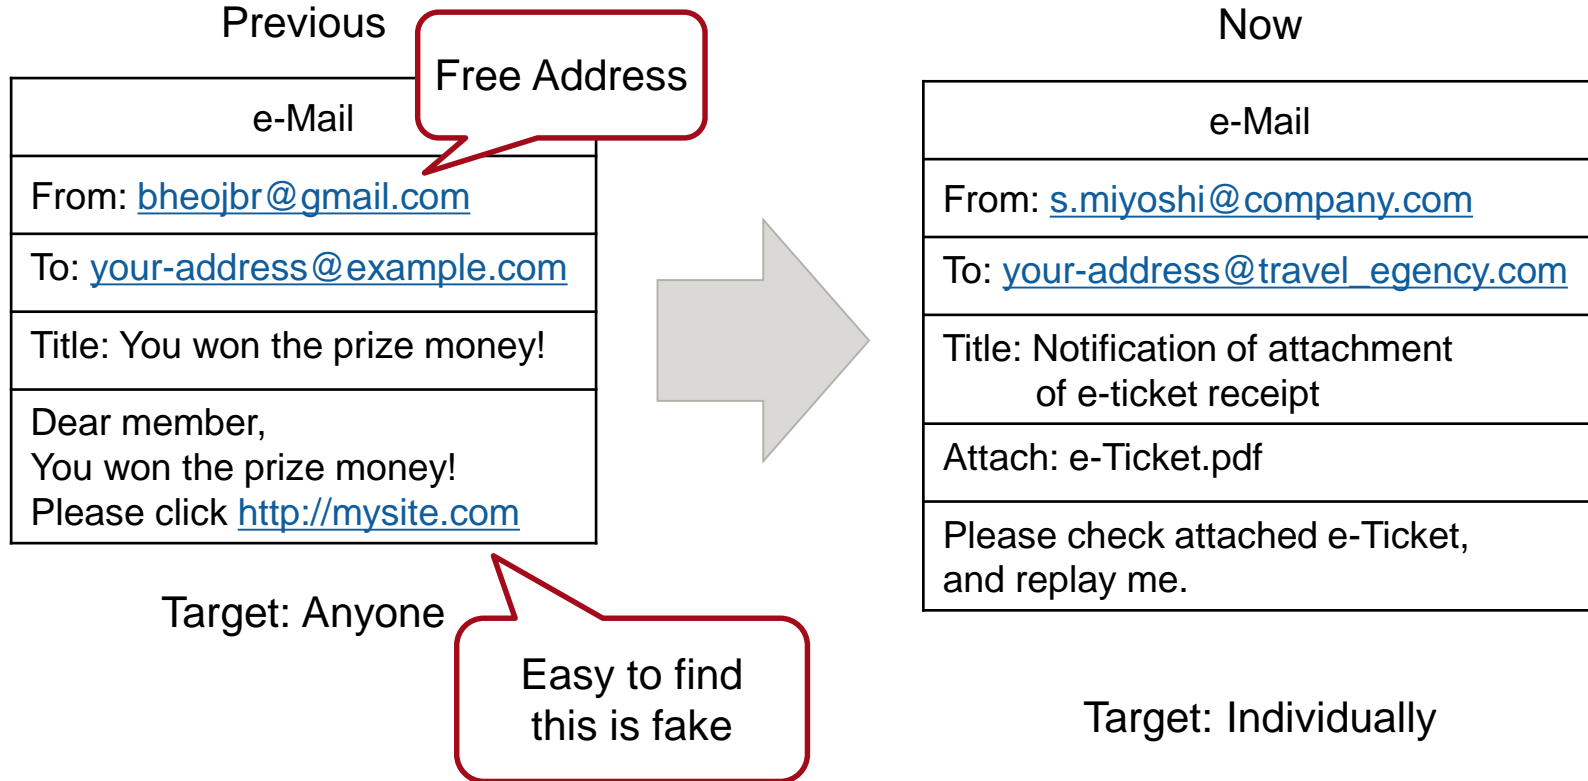 Previous
Free Address
e-Mail
From: bheojbr@gmail.com
To: your-address@example.com
Title: You won the prize money!
Dear member,
You won the prize money!
Please click http://mysite.com
Target: Anyone
Easy to find
this is fake
Now
e-Mail
From: s.miyoshi@company.com
To: your-address@travel_egency.com
Title: Notification of attachment
of e-ticket receipt
Attach: e-Ticket.pdf
Please check attached e-Ticket,
and replay me.
Target: Individually